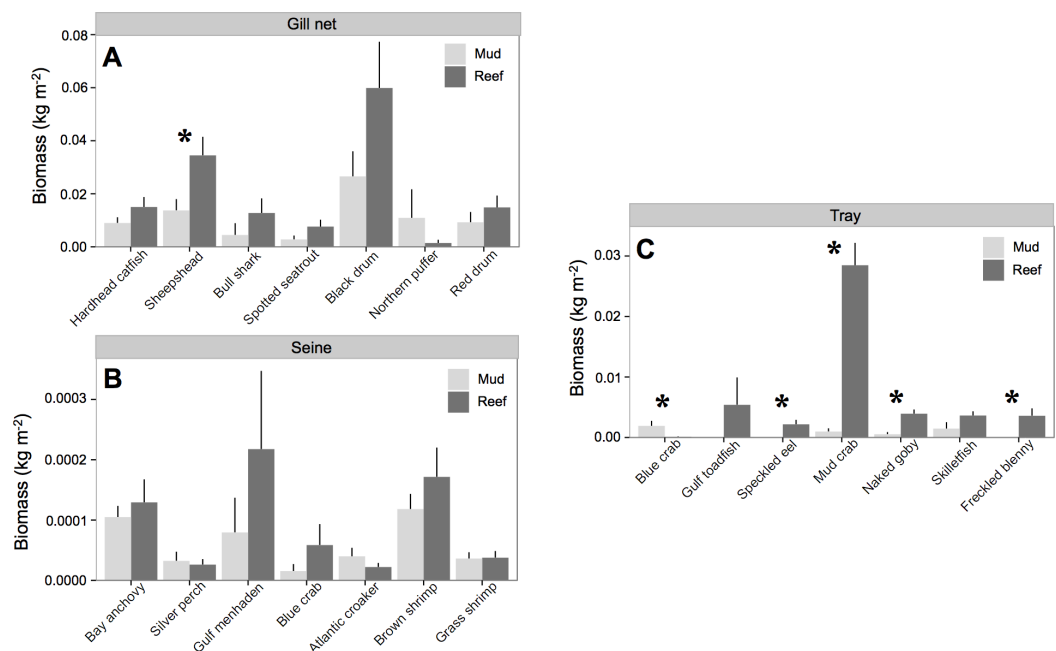 Gill net
A
Mud
Reef
Biomass (kg m-2)
0.08
0.06
0.04
0.02
0.00
*
Hardhead catfish
Sheepshead
Bull shark
Spotted seatrout
Black drum
Northern puffer
Red drum
Seine
B
Mud
Reef
Biomass (kg m-2)
0.0003
0.0002
0.0001
0.0000
Bay anchovy
Silver perch
Gulf menhaden
Blue crab
Atlantic croaker
Brown shrimp
Grass shrimp
Tray
C
Mud
Reef
Biomass (kg m-2)
0.03
0.02
0.01
0.00
* * * * *
Blue crab
Gulf toadfish
Speckled eel
Mud crab
Naked goby
Skilletfish
Freckled blenny